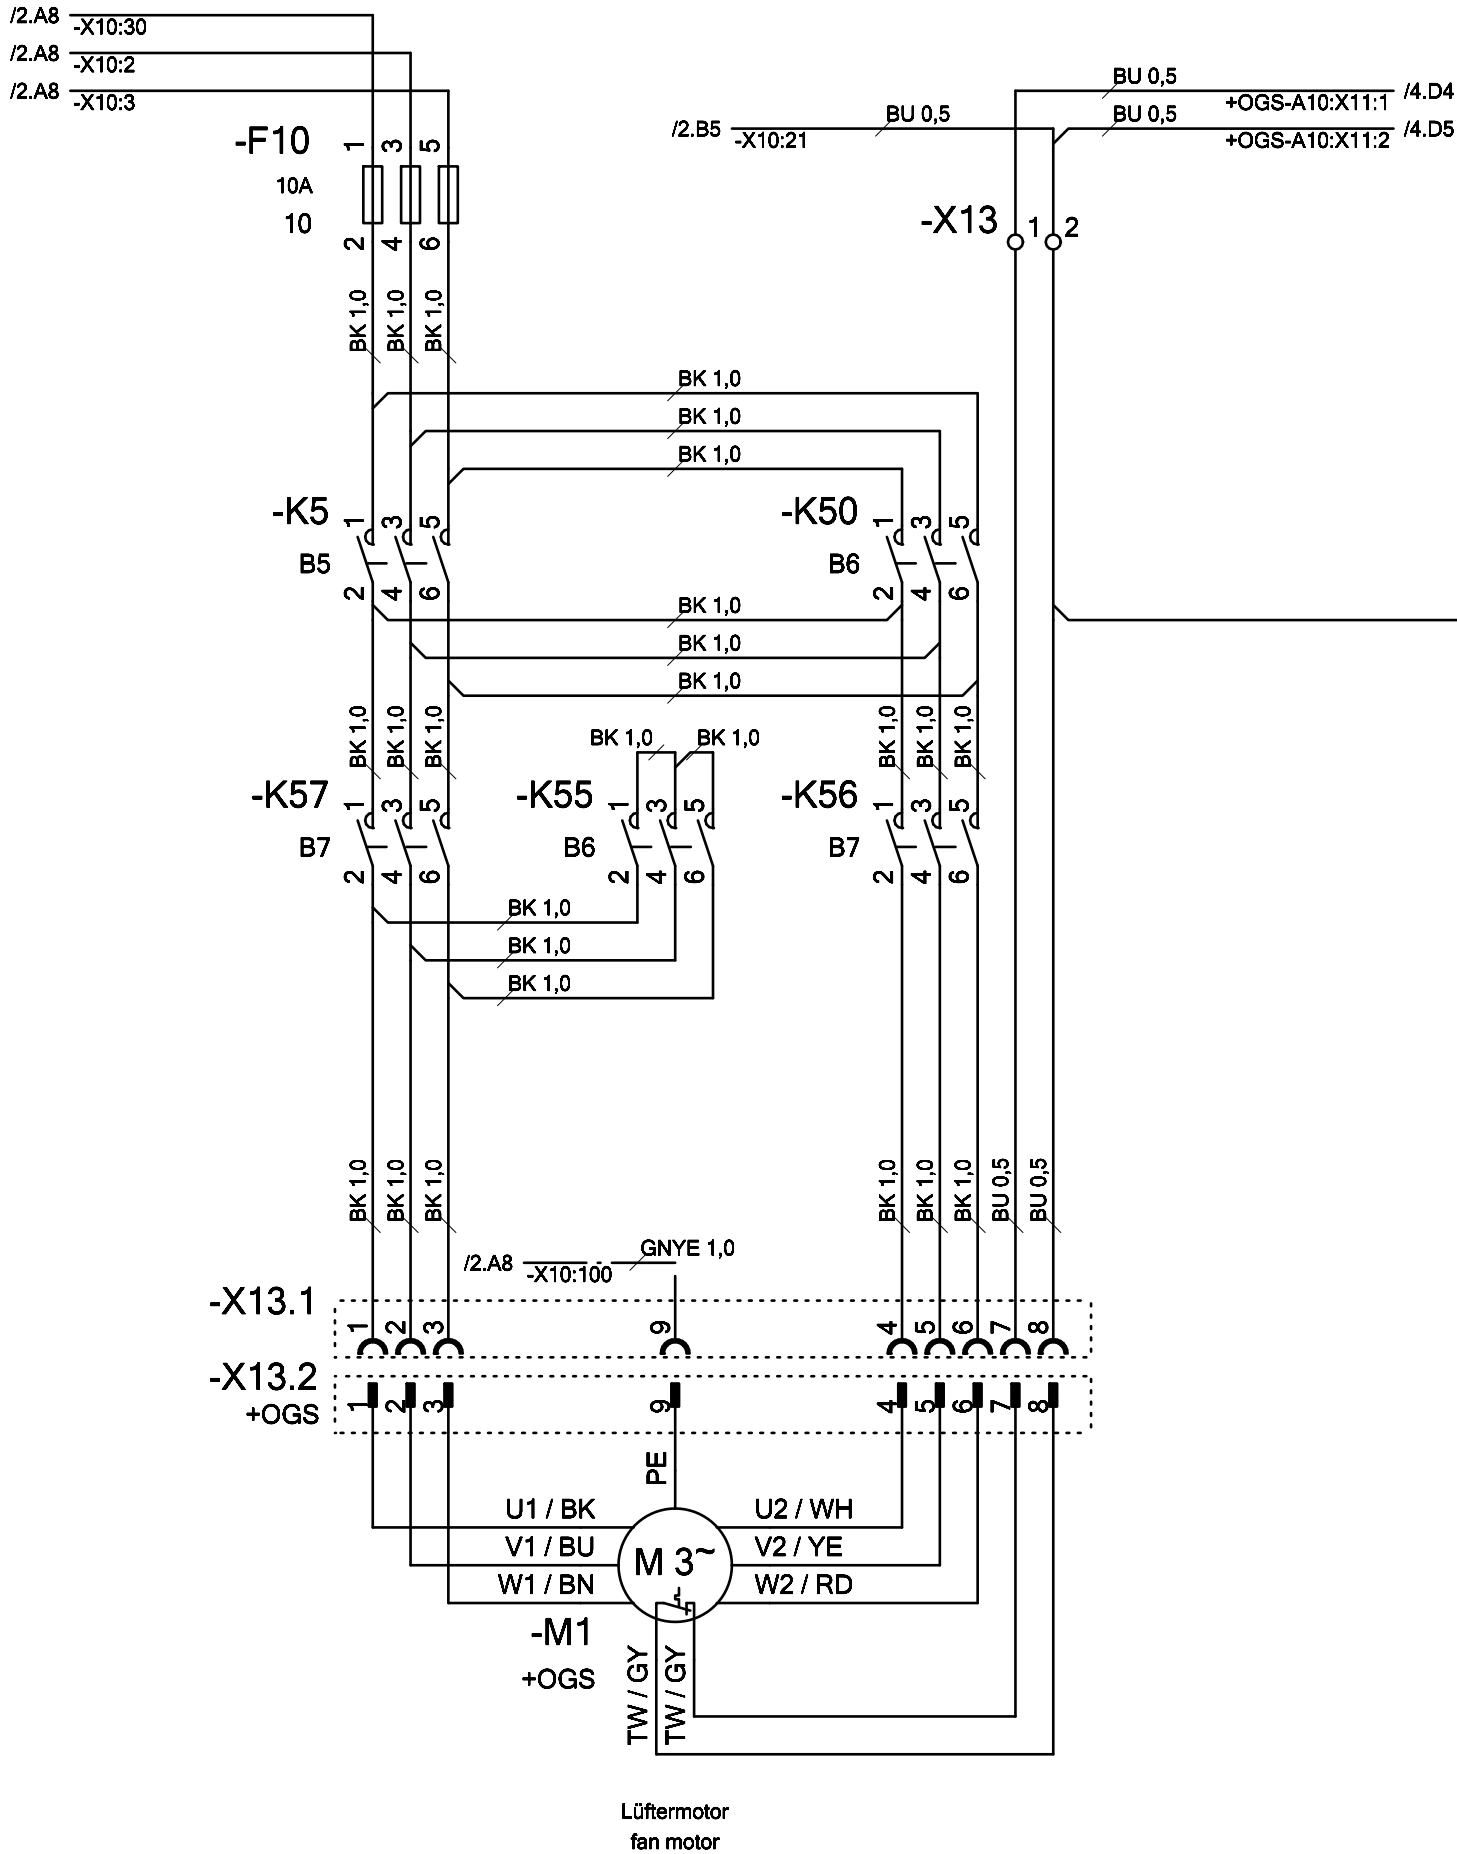 /2.A8
-X10:30
/2.A8
-X10:2
/2.A8
-X10:3
BU 0,5
+OGS-A10:X11:1
/4.D4
/2.B5
-X10:21
BU 0,5
BU 0,5
+OGS-A10:X11:2
/4.D5
-F10
10A
10
1 3 5
2 4 6
-X13
1
2
BK 1,0
BK 1,0
BK 1,0
BK 1,0
BK 1,0
BK 1,0
-K5
B5
1 3 5
2 4 6
-K50
B6
1 3 5
2 4 6
BK 1,0
BK 1,0
BK 1,0
BK 1,0
BK 1,0
BK 1,0
BK 1,0
BK 1,0
BK 1,0
BK 1,0
BK 1,0
-K57
B7
1 3 5
2 4 6
-K55
B6
1 3 5
2 4 6
-K56
B7
1 3 5
2 4 6
BK 1,0
BK 1,0
BK 1,0
BK 1,0
BK 1,0
BK 1,0
BK 1,0
BK 1,0
BK 1,0
BU 0,5
BU 0,5
/2.A8
-X10:100
GNYE 1,0
-X13.1
1 2 3 9 4 5 6 7 8
-X13.2
+OGS
1 2 3 9 4 5 6 7 8
PE
U1 / BK
V1 / BU
W1 / BN
M 3~
U2 / WH
V2 / YE
W2 / RD
-M1
+OGS
TW / GY
TW / GY
Lüftermotor
fan motor